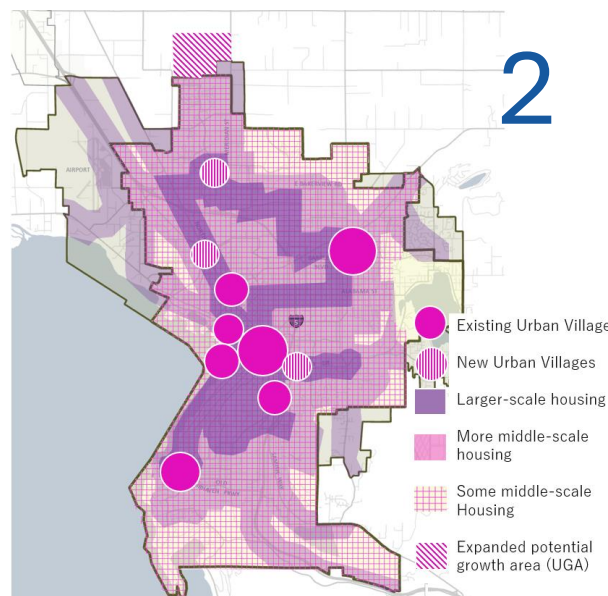 2
AIRPORT
Existing Urban Village
New Urban Villages
Larger-scale housing
More middle-scale
housing
Some middle-scale
Housing
Expanded potential
growth area (UGA)